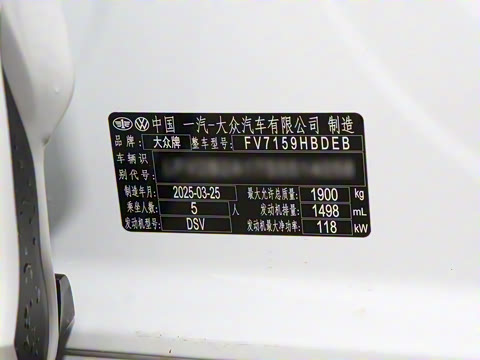 中国 一汽-大众汽车有限公司 制造
品牌: 大众牌 整车型号: FV7159HBDEB
车辆识
别代号:
制造年月: 2025-03-25 最大允许总质量: 1900 kg
乘坐人数: 5 人 发动机排量: 1498 mL
发动机型号: DSV 发动机最大净功率: 118 kW